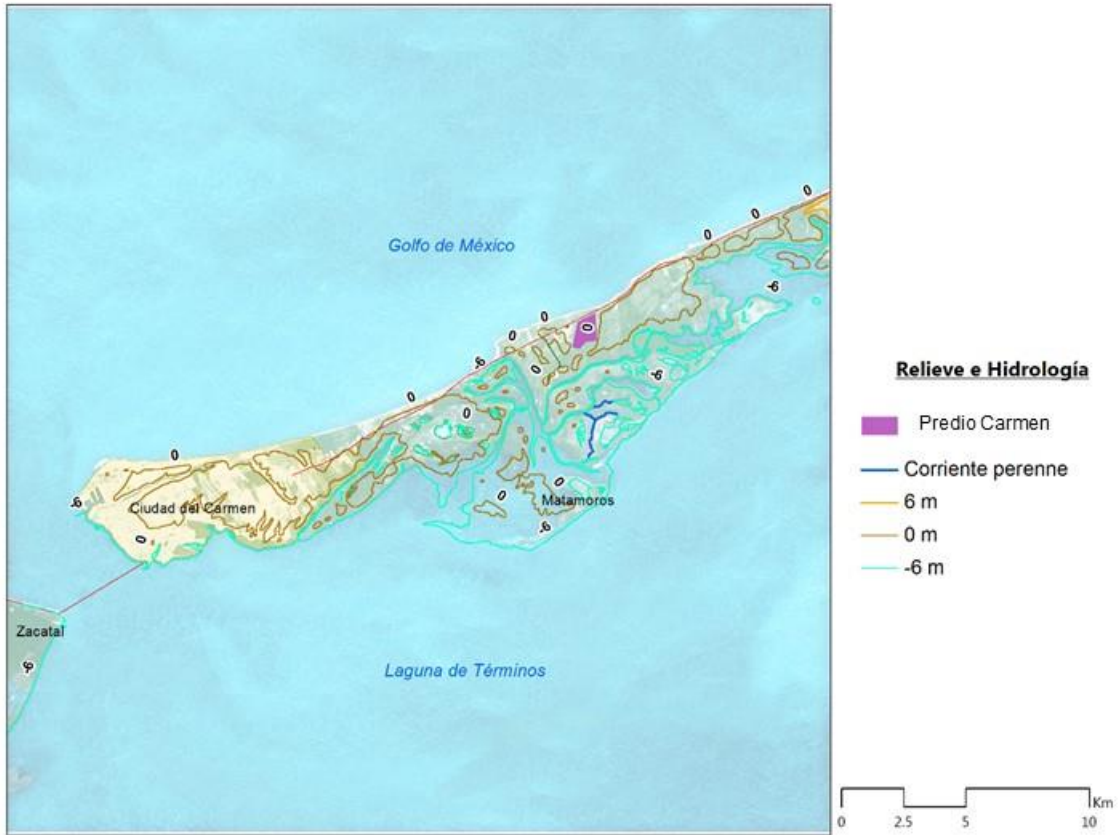 0
0
Golfo de México
0
-6
0
0
0
-6
0
-6
0
0
0
0
Matamoros
-6
Ciudad del Carmen
-6
0
Zacatal
-6
Laguna de Términos
Relieve e Hidrología
Predio Carmen
Corriente perenne
6 m
0 m
-6 m
Km
0 2.5 5 10